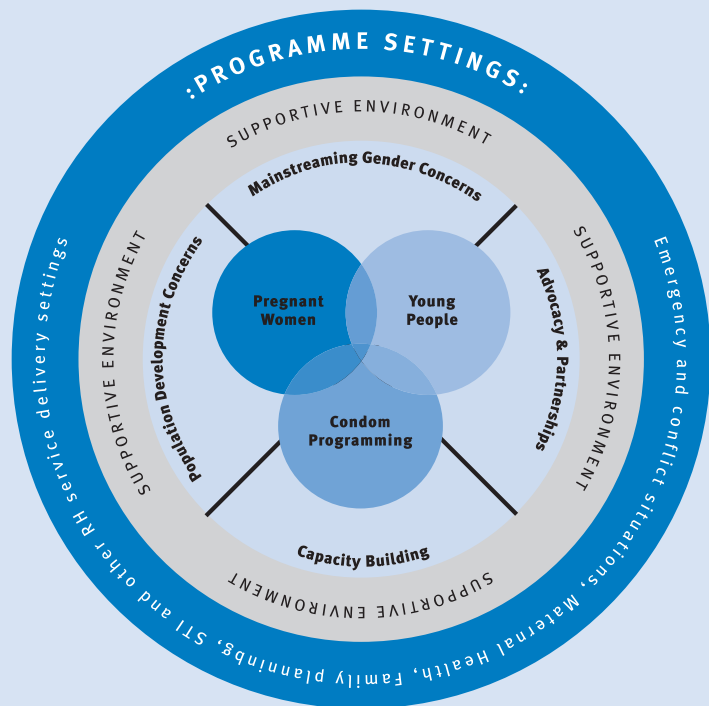 :PROGRAMME SETTINGS:
SUPPORTIVE ENVIRONMENT
Mainstreaming Gender Concerns
SUPPORTIVE ENVIRONMENT
Population Development Concerns
Pregnant
Women
Young
People
Advocacy & Partnerships
SUPPORTIVE ENVIRONMENT
Condom
Programming
Capacity Building
SUPPORTIVE ENVIRONMENT
Emergency and conflict situations, Maternal Health, Family planninbg, STI and other RH service delivery settings